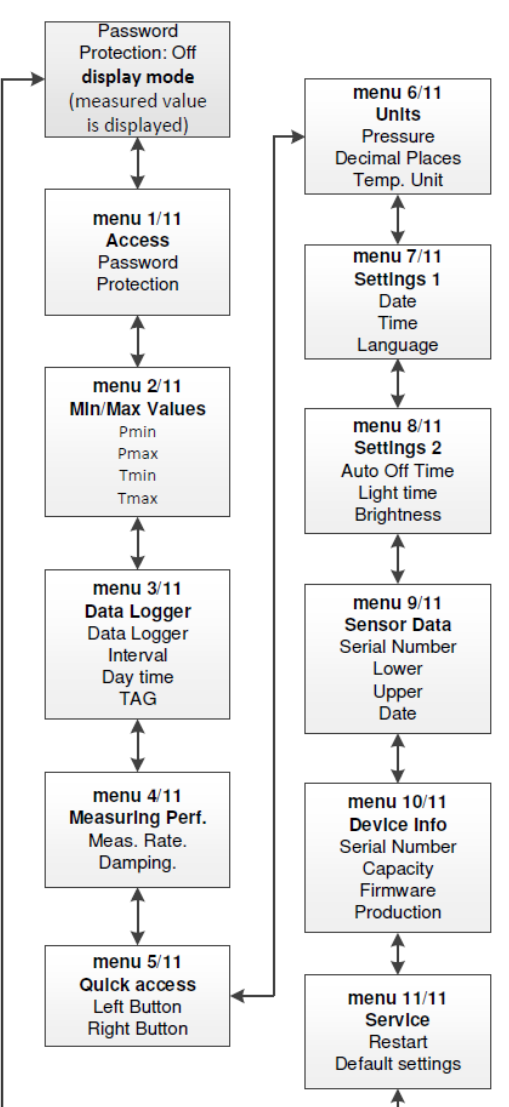 Password
Protection: Off
display mode
(measured value
is displayed)
menu 1/11
Access
Password
Protection
menu 2/11
Min/Max Values
Pmin
Pmax
Tmin
Tmax
menu 3/11
Data Logger
Data Logger
Interval
Day time
TAG
menu 4/11
Measuring Perf.
Meas. Rate.
Damping.
menu 5/11
Quick access
Left Button
Right Button
menu 6/11
Units
Pressure
Decimal Places
Temp. Unit
menu 7/11
Settings 1
Date
Time
Language
menu 8/11
Settings 2
Auto Off Time
Light time
Brightness
menu 9/11
Sensor Data
Serial Number
Lower
Upper
Date
menu 10/11
Device Info
Serial Number
Capacity
Firmware
Production
menu 11/11
Service
Restart
Default settings